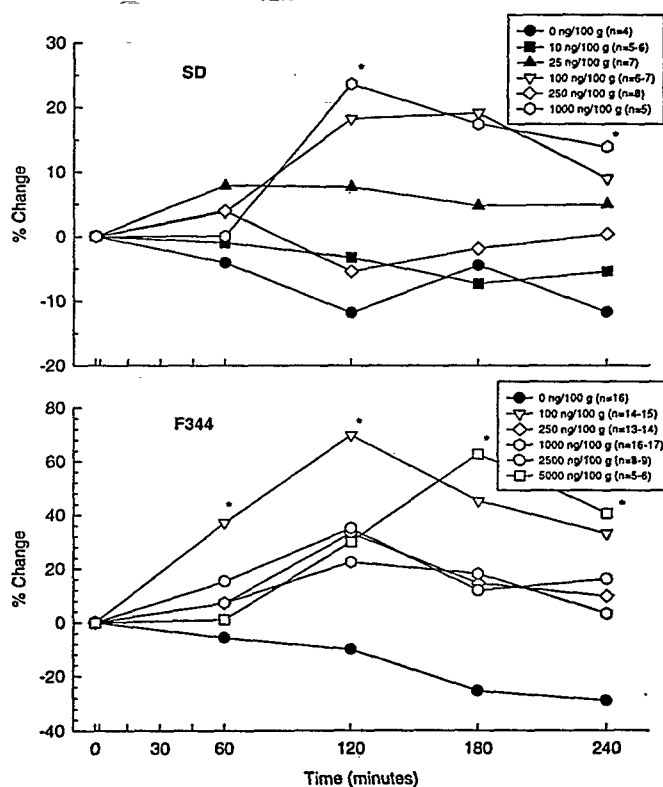 0 ng/100 g (n=4)
10 ng/100 g (n=5-6)
25 ng/100 g (n=7)
100 ng/100 g (n=6-7)
250 ng/100 g (n=8)
1000 ng/100 g (n=5)
SD
30
20
10
0
-10
-20
% Change
*
*
0 ng/100 g (n=16)
100 ng/100 g (n=14-15)
250 ng/100 g (n=13-14)
1000 ng/100 g (n=16-17)
2500 ng/100 g (n=8-9)
5000 ng/100 g (n=5-6)
F344
80
60
40
20
0
-20
-40
% Change
*
*
*
*
0 30 60 120 180 240
Time (minutes)